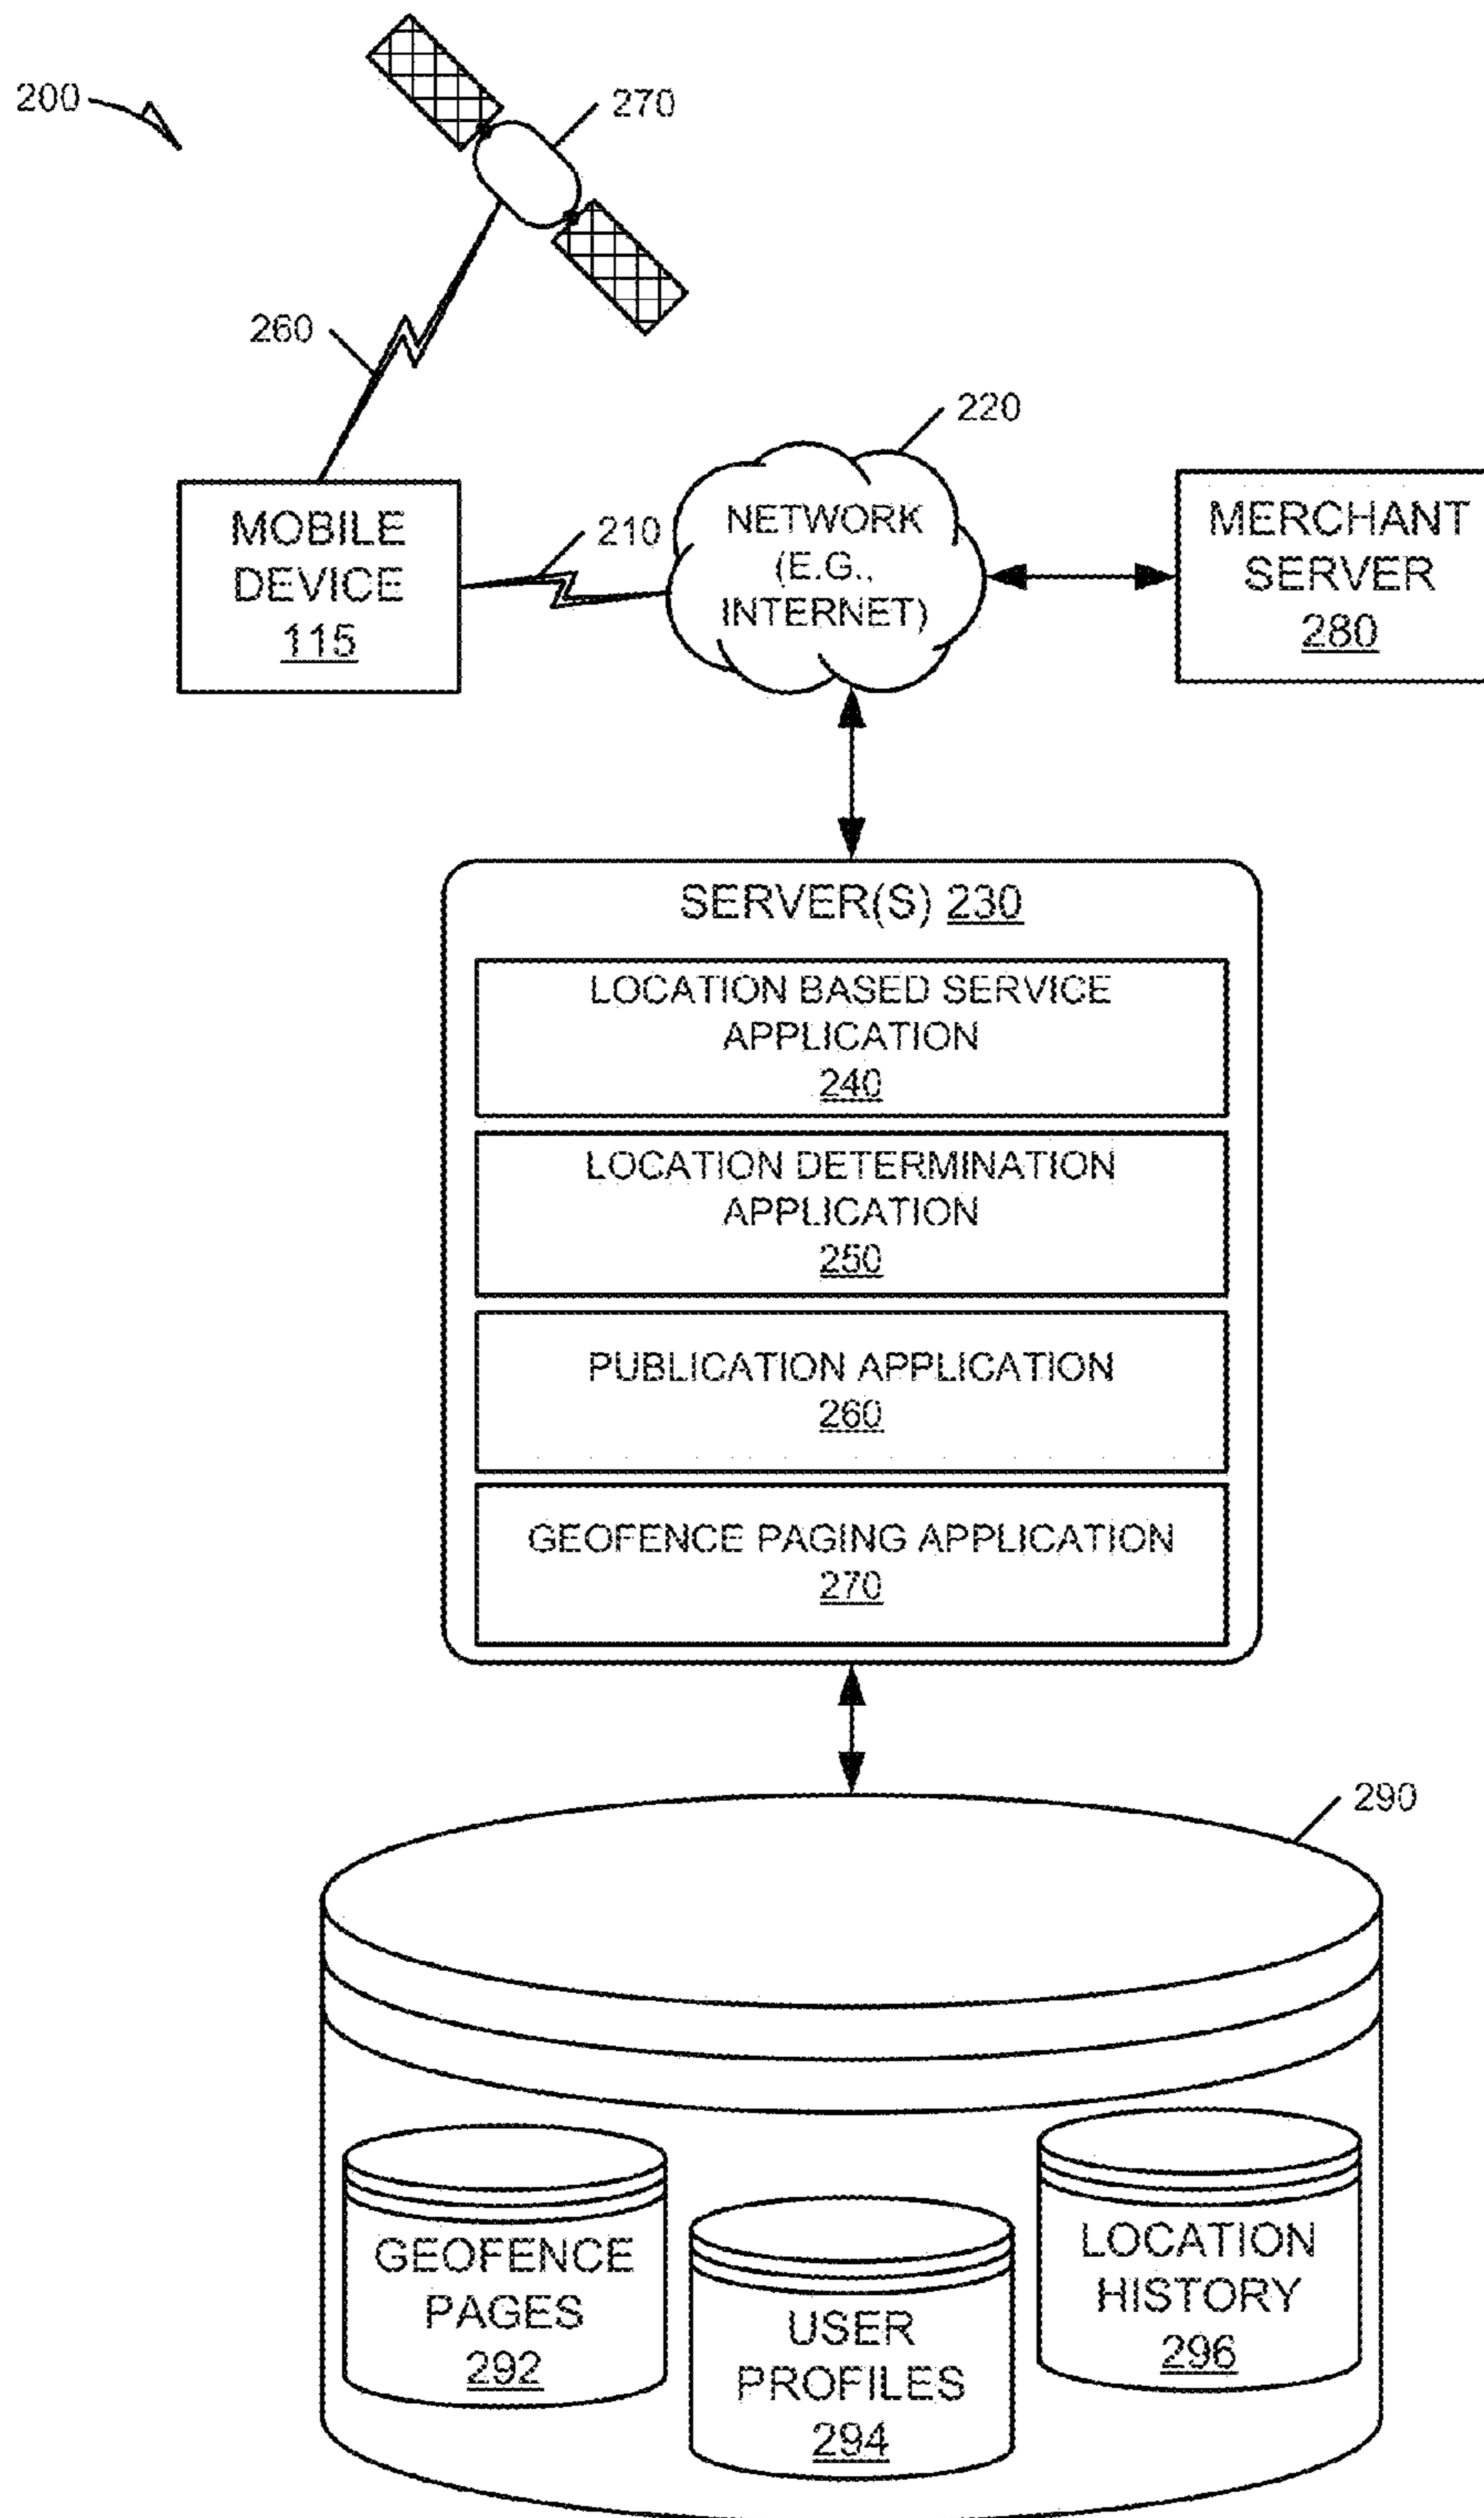 200
270
260
220
MOBILE
DEVICE
115
210
NETWORK
(E.G.,
INTERNET)
MERCHANT
SERVER
280
SERVER(S) 230
LOCATION BASED SERVICE
APPLICATION
240
LOCATION DETERMINATION
APPLICATION
250
PUBLICATION APPLICATION
260
GEOFENCE PAGING APPLICATION
270
290
GEOFENCE
PAGES
292
USER
PROFILES
294
LOCATION
HISTORY
296